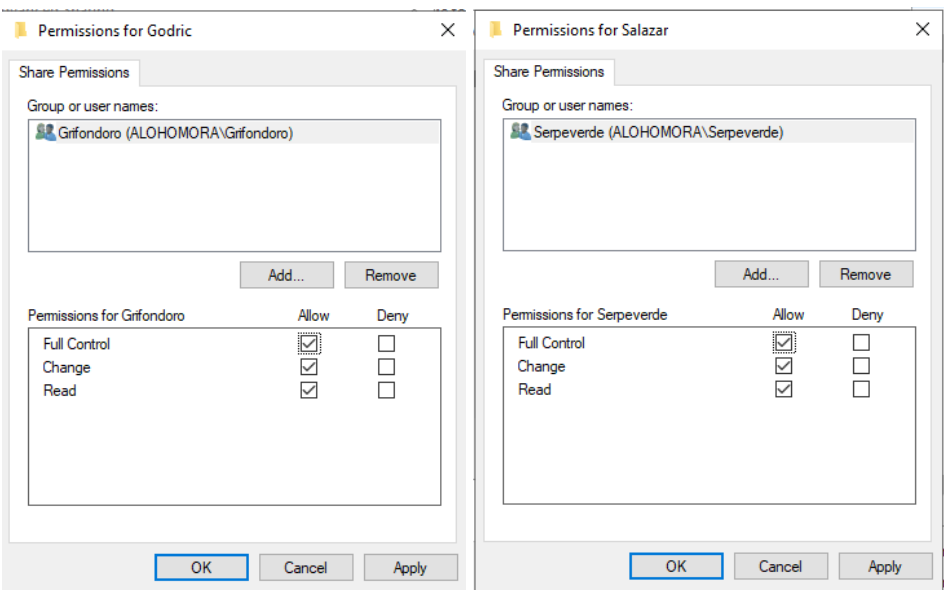 Permissions for Godric
Share Permissions
Group or user names:
Grifondoro (ALOHOMORA\Grifondoro)
Add...
Remove
Permissions for Grifondoro Allow Deny
Full Control
Change
Read
OK
Cancel
Apply
Permissions for Salazar
Share Permissions
Group or user names:
Serpeverde (ALOHOMORA\Serpeverde)
Add...
Remove
Permissions for Serpeverde Allow Deny
Full Control
Change
Read
OK
Cancel
Apply